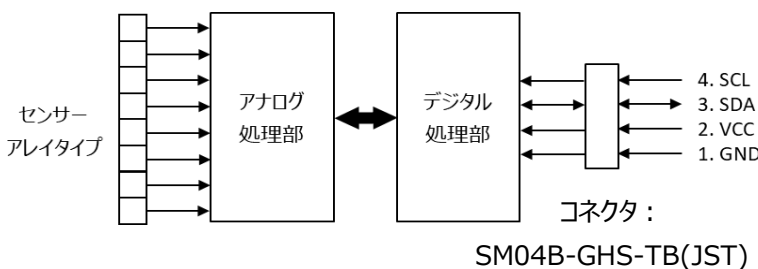 センサー
アレイタイプ
アナログ
処理部
デジタル
処理部
4. SCL
3. SDA
2. VCC
1. GND
コネクタ：
SM04B-GHS-TB(JST)